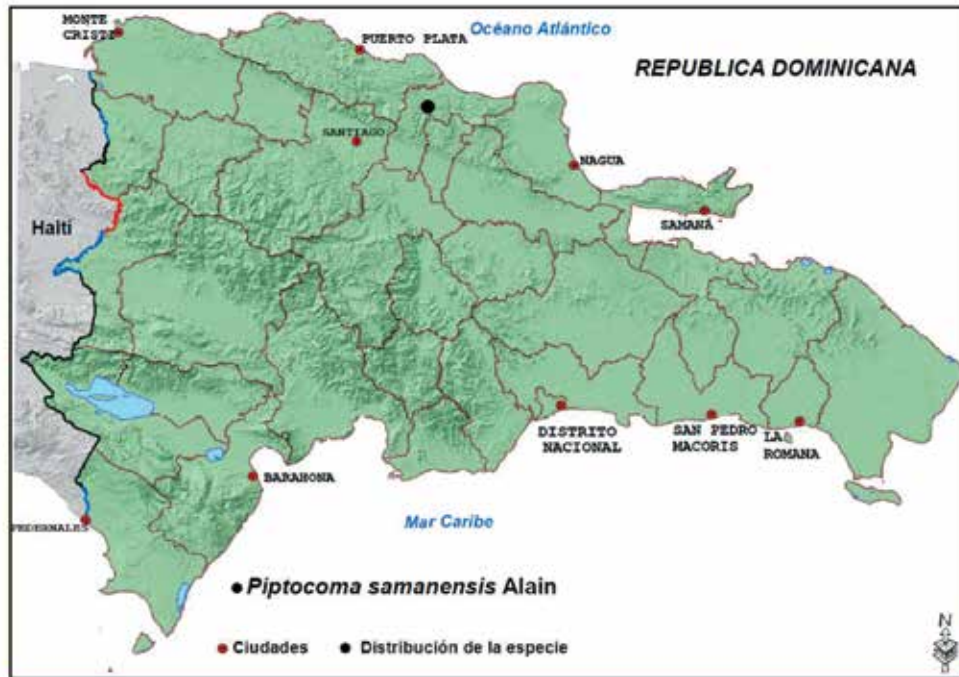 MONTE
CRISTI
PUERTO PLATA
Océano Atlántico
REPUBLICA DOMINICANA
SANTIAGO
NAGUA
SAMANÁ
Haltí
DISTRITO
NACIONAL
SAN PEDRO
MACORIS
LA
ROMANA
BARAHONA
PEDERNALES
Mar Caribe
Piptocoma samanensis Alain
Ciudades
Distribución de la especie
N